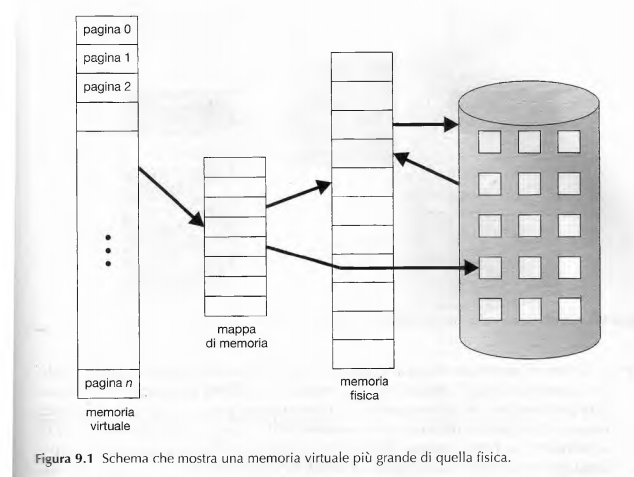 pagina 0
pagina 1
pagina 2
pagina n
memoria
virtuale
mappa
di memoria
memoria
fisica
Figura 9.1 Schema che mostra una memoria virtuale più grande di quella fisica.